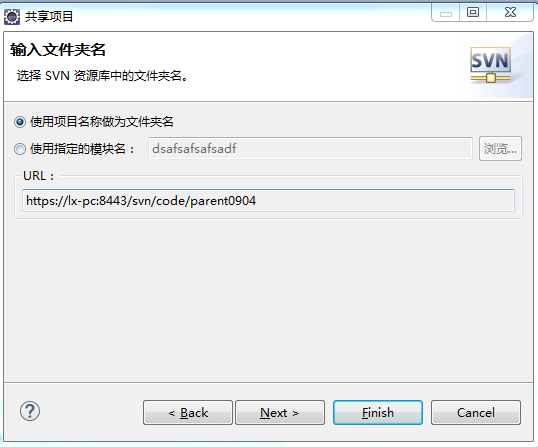 共享项目
输入文件夹名
选择 SVN 资源库中的文件夹名。
SVN
使用项目名称做为文件夹名
使用指定的模块名： dsafsafsafsadf 浏览...
URL：
https://lx-pc:8443/svn/code/parent0904
?
< Back Next > Finish Cancel